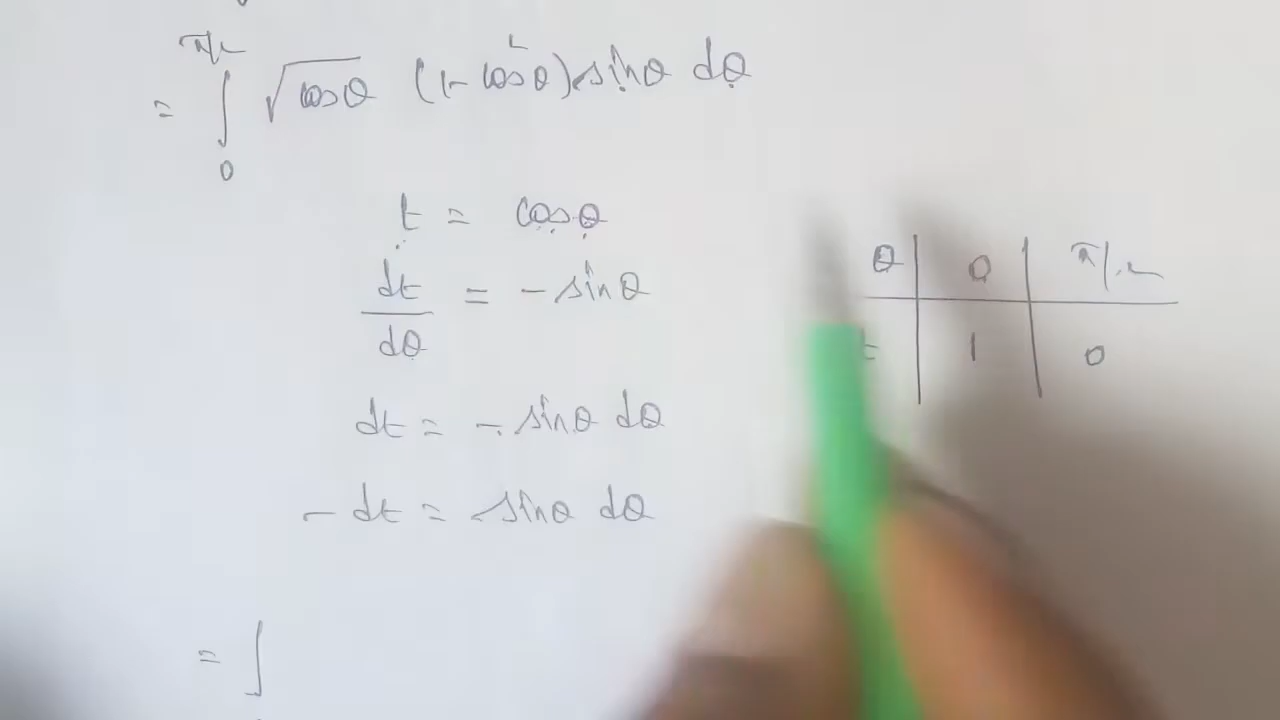 = ∫₀^{π/2} √cosθ (1 - cos²θ) sinθ dθ
t = cosθ
dt/dθ = - sinθ
θ | 0 | π/2
t | 1 | 0
dt = - sinθ dθ
- dt = sinθ dθ
= ∫